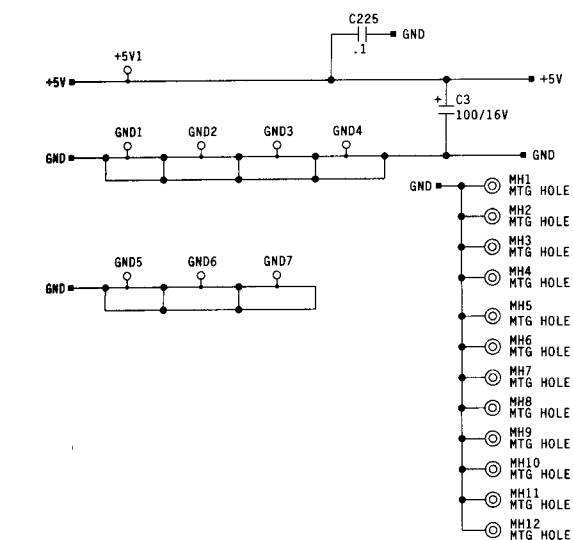 C225
GND
.1
+5V1
+5V
+5V
+ C3
100/16V
GND1 GND2 GND3 GND4
GND
GND
GND
MH1
MTG HOLE
MH2
MTG HOLE
MH3
MTG HOLE
MH4
MTG HOLE
GND5 GND6 GND7
GND
MH5
MTG HOLE
MH6
MTG HOLE
MH7
MTG HOLE
MH8
MTG HOLE
MH9
MTG HOLE
MH10
MTG HOLE
MH11
MTG HOLE
MH12
MTG HOLE